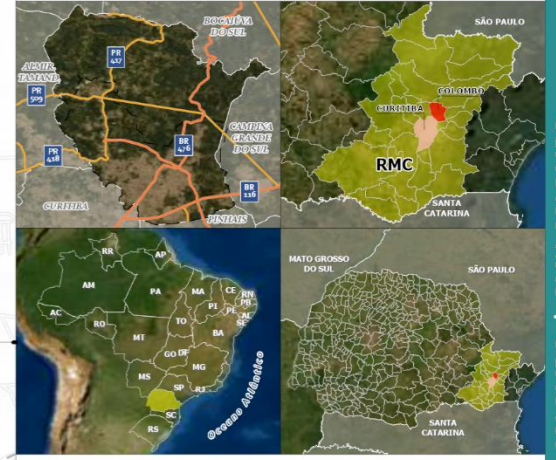 BOCAIÚVA
DO SUL
PR
417
ALMIR.
TAMAND.
PR
509
CAMPINA
GRANDE
DO SUL
BR
476
PR
418
BR
116
CURITIBA
PINHAIS
SÃO PAULO
COLOMBO
CURITIBA
RMC
SANTA
CATARINA
RR
AP
AM
PA
MA
CE
RN
PB
PI
PE
AL
SE
AC
RO
TO
BA
MT
GO
DF
MG
MS
SP
RJ
SC
RS
Oceano Atlântico
MATO GROSSO
DO SUL
SÃO PAULO
SANTA
CATARINA